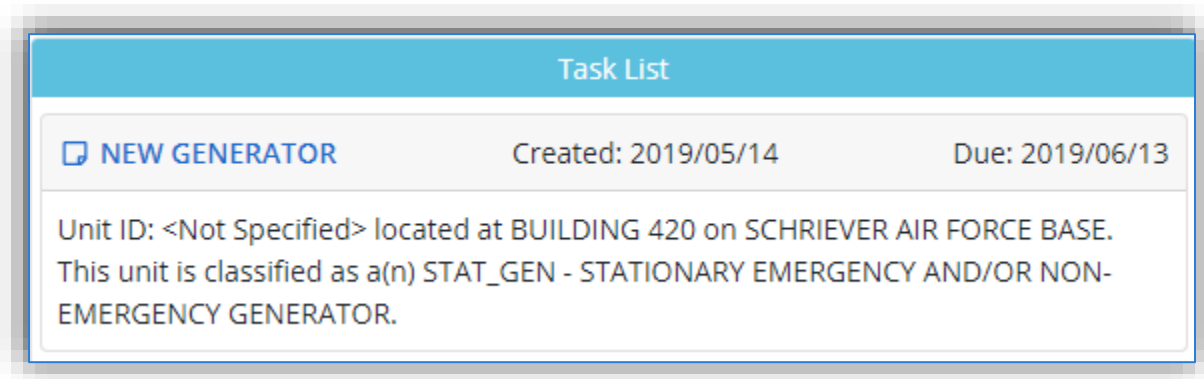 Task List
NEW GENERATOR Created: 2019/05/14 Due: 2019/06/13
Unit ID: <Not Specified> located at BUILDING 420 on SCHRIEVER AIR FORCE BASE.
This unit is classified as a(n) STAT_GEN - STATIONARY EMERGENCY AND/OR NON-
EMERGENCY GENERATOR.